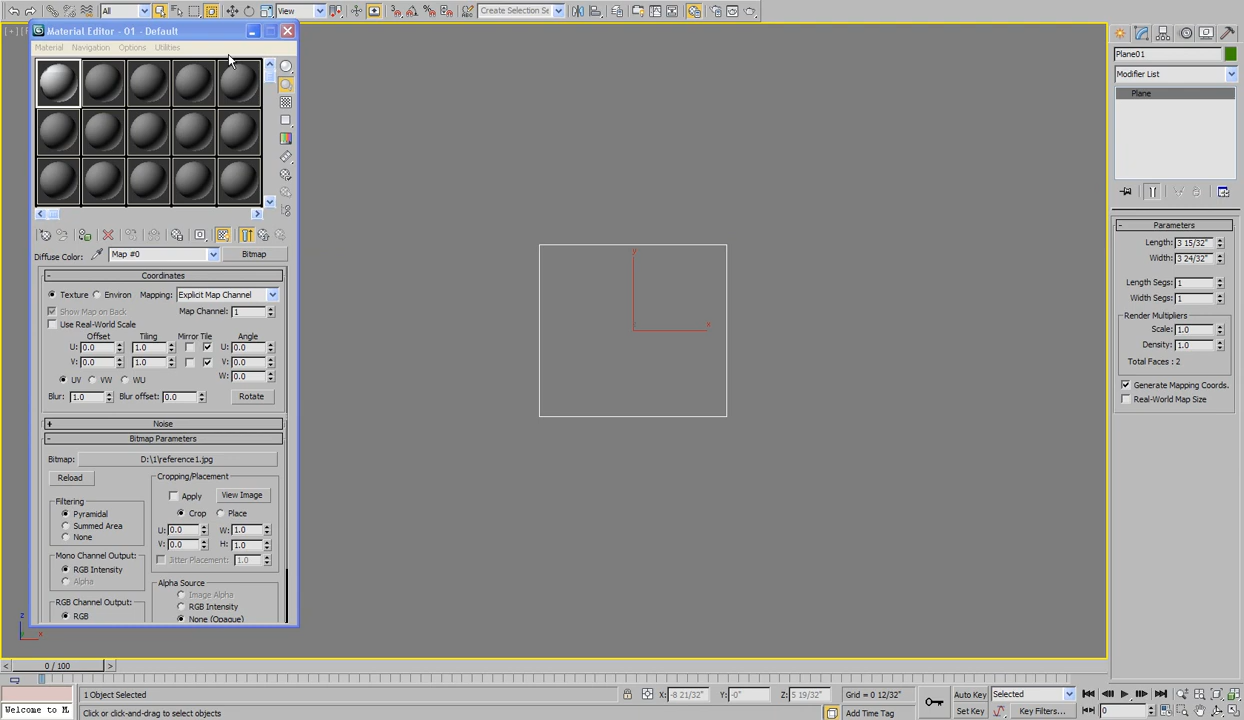 All
View
Create Selection Se
Material Editor - 01 - Default
Material Navigation Options Utilities
Diffuse Color: Map #0 Bitmap
Coordinates
Texture Environ Mapping: Explicit Map Channel
Show Map on Back Map Channel: 1
Use Real-World Scale
Offset Tiling Mirror Tile Angle
U: 0.0 1.0 U: 0.0
V: 0.0 1.0 V: 0.0
UV VW WU W: 0.0
Blur: 1.0 Blur offset: 0.0 Rotate
Noise
Bitmap Parameters
Bitmap: D:\1\reference1.jpg
Reload
Cropping/Placement
Apply View Image
Crop Place
U: 0.0 W: 1.0
V: 0.0 H: 1.0
Jitter Placement: 1.0
Filtering
Pyramidal
Summed Area
None
Mono Channel Output:
RGB Intensity
Alpha
RGB Channel Output:
RGB
Alpha Source
Image Alpha
RGB Intensity
None (Opaque)
y
x
z
x
Plane01
Modifier List
Plane
Parameters
Length: 3 15/32"
Width: 3 24/32"
Length Segs: 1
Width Segs: 1
Render Multipliers
Scale: 1.0
Density: 1.0
Total Faces : 2
Generate Mapping Coords.
Real-World Map Size
0 / 100
1 Object Selected X: -8 21/32" Y: -0" Z: 5 19/32" Grid = 0 12/32" Auto Key Selected
Welcome to M Click or click-and-drag to select objects Add Time Tag Set Key Key Filters... 0